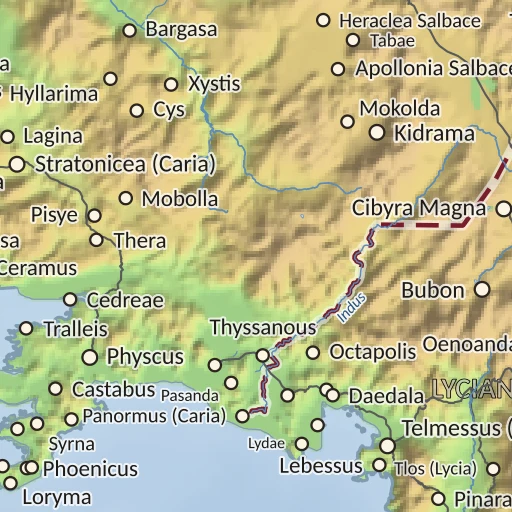 Heraclea Salbace
Bargasa
Tabae
Apollonia Salbace
Xystis
Hyllarima
Cys
Mokolda
Kidrama
Lagina
Stratonicea (Caria)
Mobolla
Cibyra Magna
Pisye
Thera
Ceramus
Bubon
Cedreae
Indus
Tralleis
Thyssanous
Oenoanda
Physcus
Octapolis
Castabus
Pasanda
Daedala
LYCIAN
Panormus (Caria)
Telmessus (
Syrna
Lydae
Phoenicus
Lebessus
Tlos (Lycia)
Loryma
Pinara